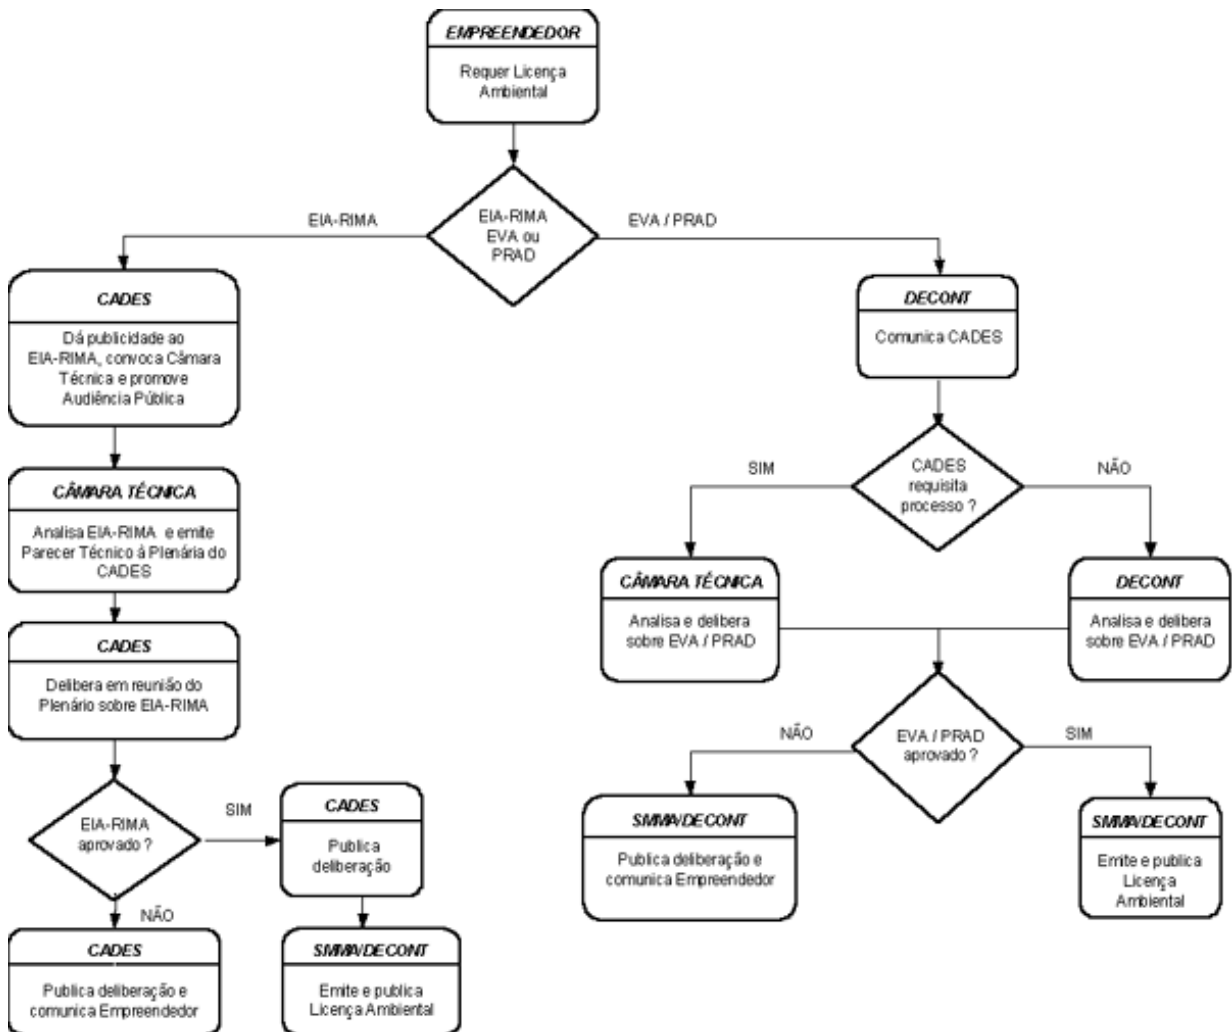 EMPREENDEDOR
Requer Licença
Ambiental
EIA-RIMA
EIA-RIMA
EVA ou
PRAD
EVA / PRAD
CADES
Dá publicidade ao
EIA-RIMA, convoca Câmara
Técnica e promove
Audiência Pública
DECONT
Comunica CADES
CÂMARA TÉCNICA
Analisa EIA-RIMA e emite
Parecer Técnico à Plenária do
CADES
SIM
CADES
requisita
processo ?
NÃO
CÂMARA TÉCNICA
Analisa e delibera
sobre EVA / PRAD
DECONT
Analisa e delibera
sobre EVA / PRAD
CADES
Delibera em reunião do
Plenário sobre EIA-RIMA
NÃO
EVA / PRAD
aprovado ?
SIM
EIA-RIMA
aprovado ?
SIM
CADES
Publica
deliberação
SMMA/DECONT
Publica deliberação e
comunica Empreendedor
SMMA/DECONT
Emite e publica
Licença
Ambiental
NÃO
CADES
Publica deliberação e
comunica Empreendedor
SMMA/DECONT
Emite e publica
Licença Ambiental